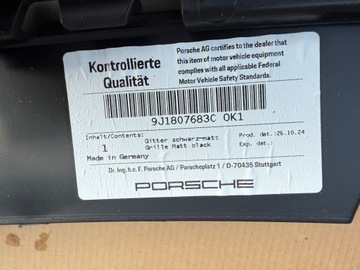 Kontrollierte
Qualität
Porsche AG certifies to the dealer that
this item of motor vehicle equipment
complies with all applicable Federal
Motor Vehicle Safety Standards.
9J1807683C OK1
Inhalt/Contents:
1
Gitter schwarz-matt
Grille Matt black
Prod. dat.:25.10.24
Exp. dat.:
Made in Germany
Dr. Ing. h.c. F. Porsche AG / Porscheplatz 1 / D-70435 Stuttgart
PORSCHE